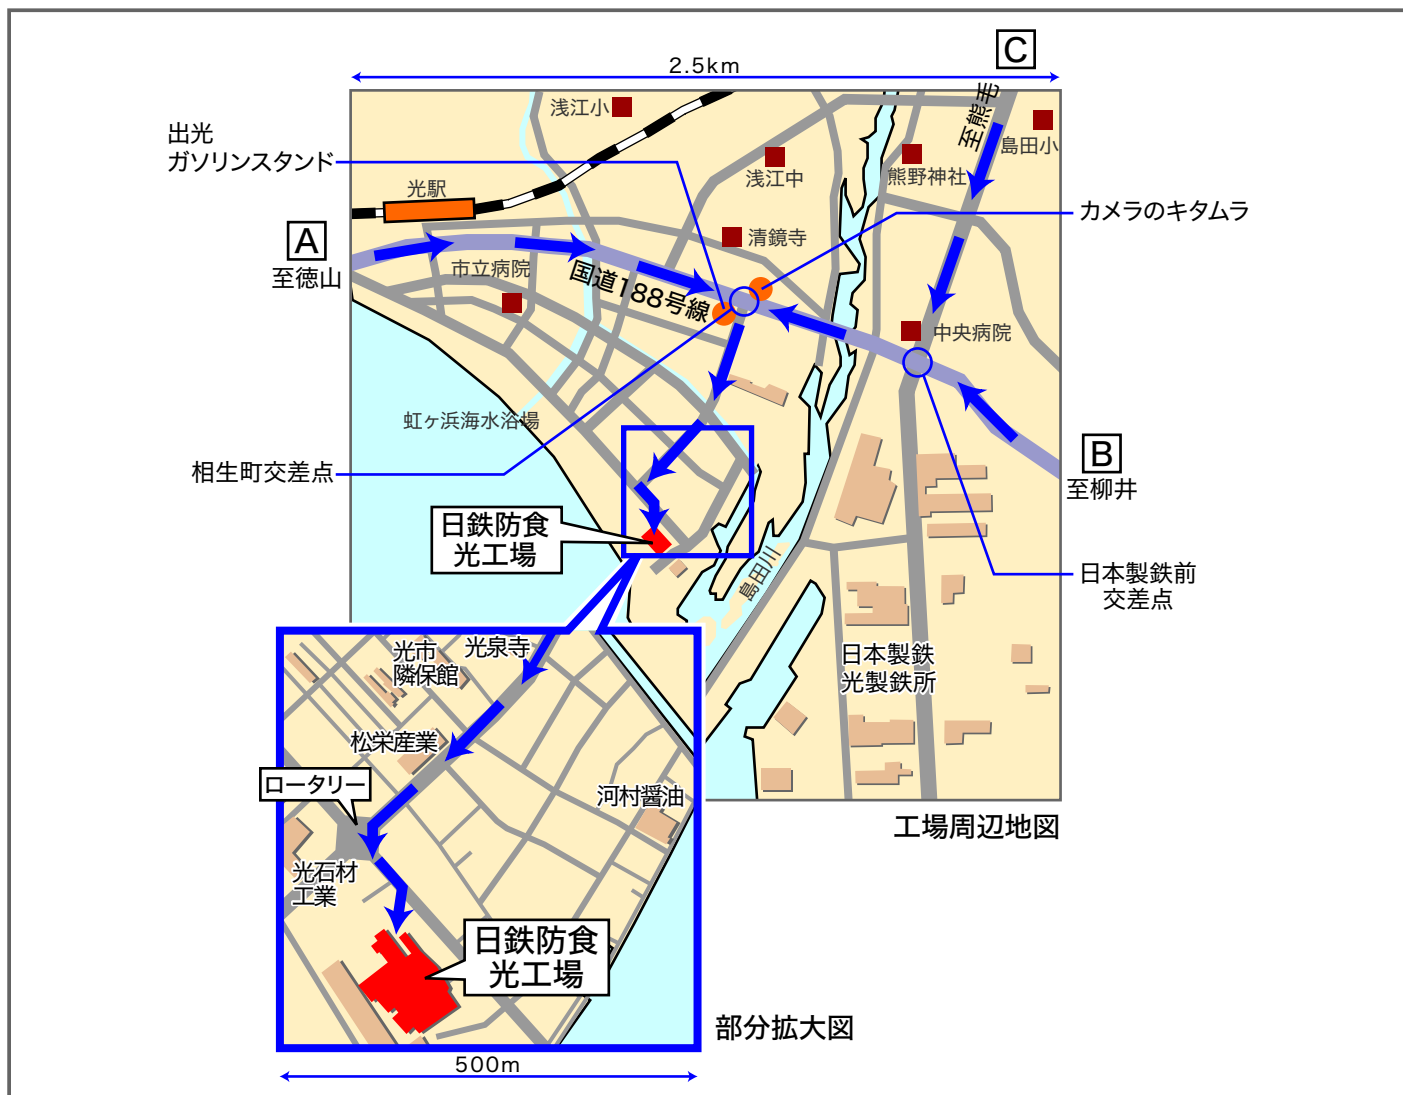 C
2.5km
至熊毛
浅江小
島田小
出光
ガソリンスタンド
浅江中
熊野神社
光駅
カメラのキタムラ
A
至徳山
清鏡寺
市立病院
国道188号線
中央病院
虹ヶ浜海水浴場
B
至柳井
相生町交差点
日鉄防食
光工場
島田川
日本製鉄前
交差点
日本製鉄
光製鉄所
光市
隣保館
光泉寺
松栄産業
ロータリー
河村醤油
工場周辺地図
光石材
工業
日鉄防食
光工場
部分拡大図
500m